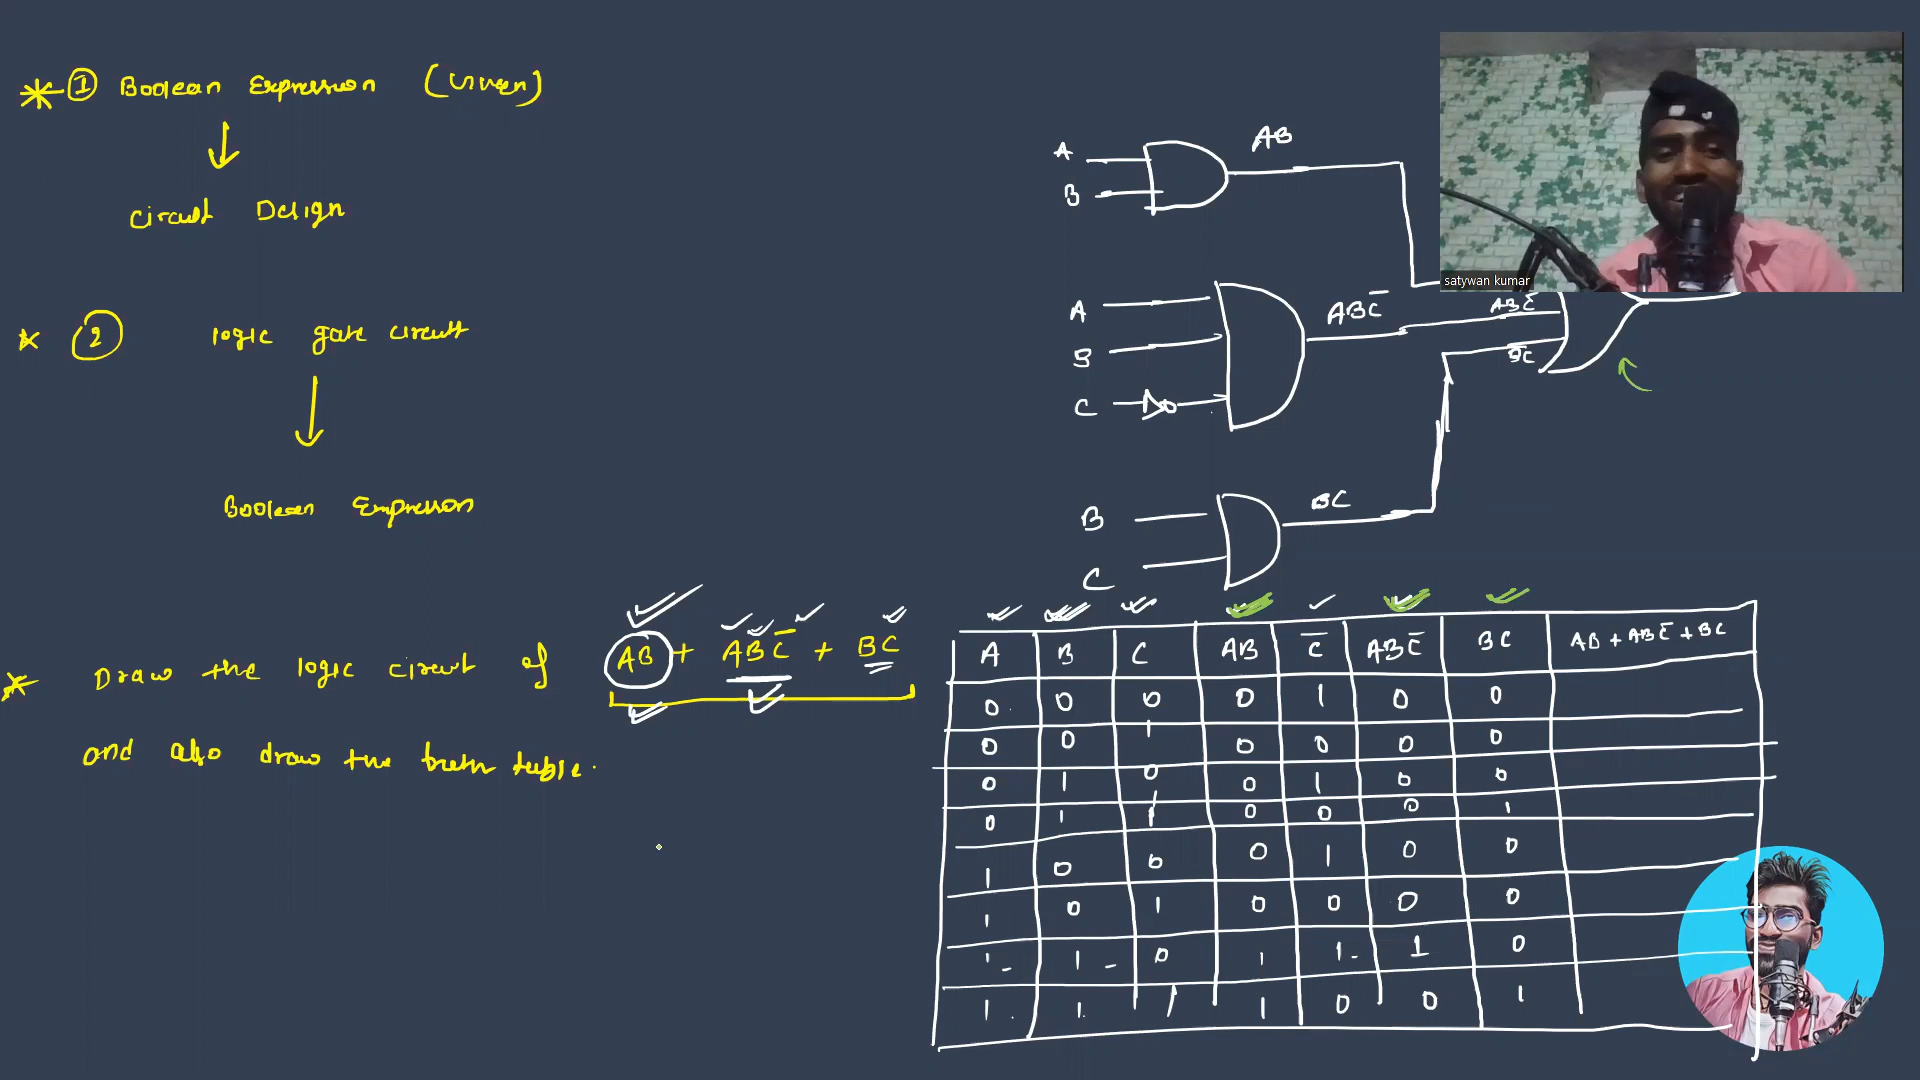 * ① Boolean Expression (Given)
Circuit Design
* ② logic gate circuit
Boolean Expression
* Draw the logic circuit of AB + ABC̅ + BC
and also draw the truth table.
A
B
AB
A
B
C
ABC̅
ABC̅
BC
B
C
BC
satywan kumar
A B C AB C̅ ABC̅ BC AB + ABC̅ + BC
0 0 0 0 1 0 0
0 0 1 0 0 0 0
0 1 0 0 1 0 0
0 1 1 0 0 0 1
1 0 0 0 1 0 0
1 0 1 0 0 0 0
1 1 0 1 1 1 0
1 1 1 1 0 0 1